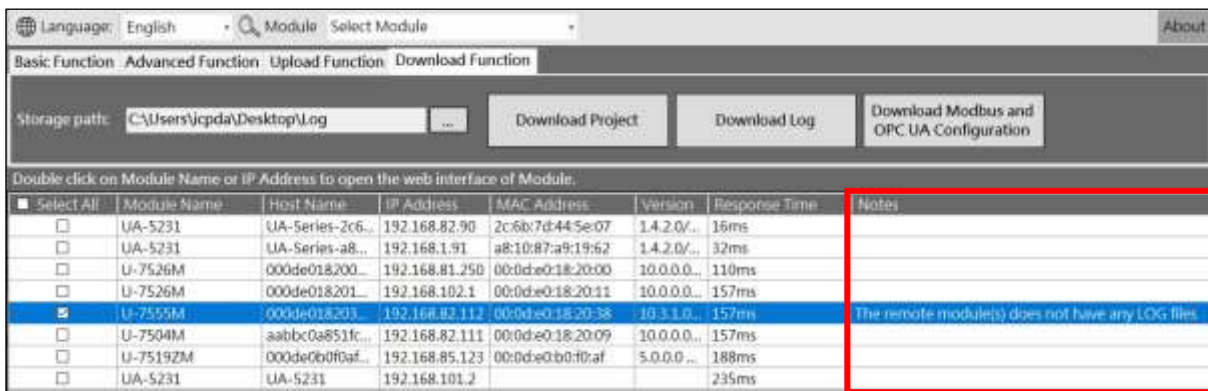 Language: English Module Select Module About
Basic Function Advanced Function Upload Function Download Function
Storage path: C:\Users\icpda\Desktop\Log ... Download Project Download Log Download Modbus and
OPC UA Configuration
Double click on Module Name or IP Address to open the web interface of Module.
Select All Module Name Host Name IP Address MAC Address Version Response Time Notes
UA-5231 UA-Series-2c6... 192.168.82.90 2c:6b:7d:44:5e:07 1.4.2.0/... 16ms
UA-5231 UA-Series-a8... 192.168.1.91 a8:10:87:a9:19:62 1.4.2.0/... 32ms
U-7526M 000de018200... 192.168.81.250 00:0d:e0:18:20:00 10.0.0.0... 110ms
U-7526M 000de018201... 192.168.102.1 00:0d:e0:18:20:11 10.0.0.0... 157ms
U-7555M 000de018203... 192.168.82.112 00:0d:e0:18:20:38 10.3.1.0... 157ms The remote module(s) does not have any LOG files
U-7504M aabbc0a851fc... 192.168.82.111 00:0d:e0:18:20:09 10.0.0.0... 157ms
U-7519ZM 000de0b0f0af... 192.168.85.123 00:0d:e0:b0:f0:af 5.0.0.0 ... 188ms
UA-5231 UA-5231 192.168.101.2 235ms